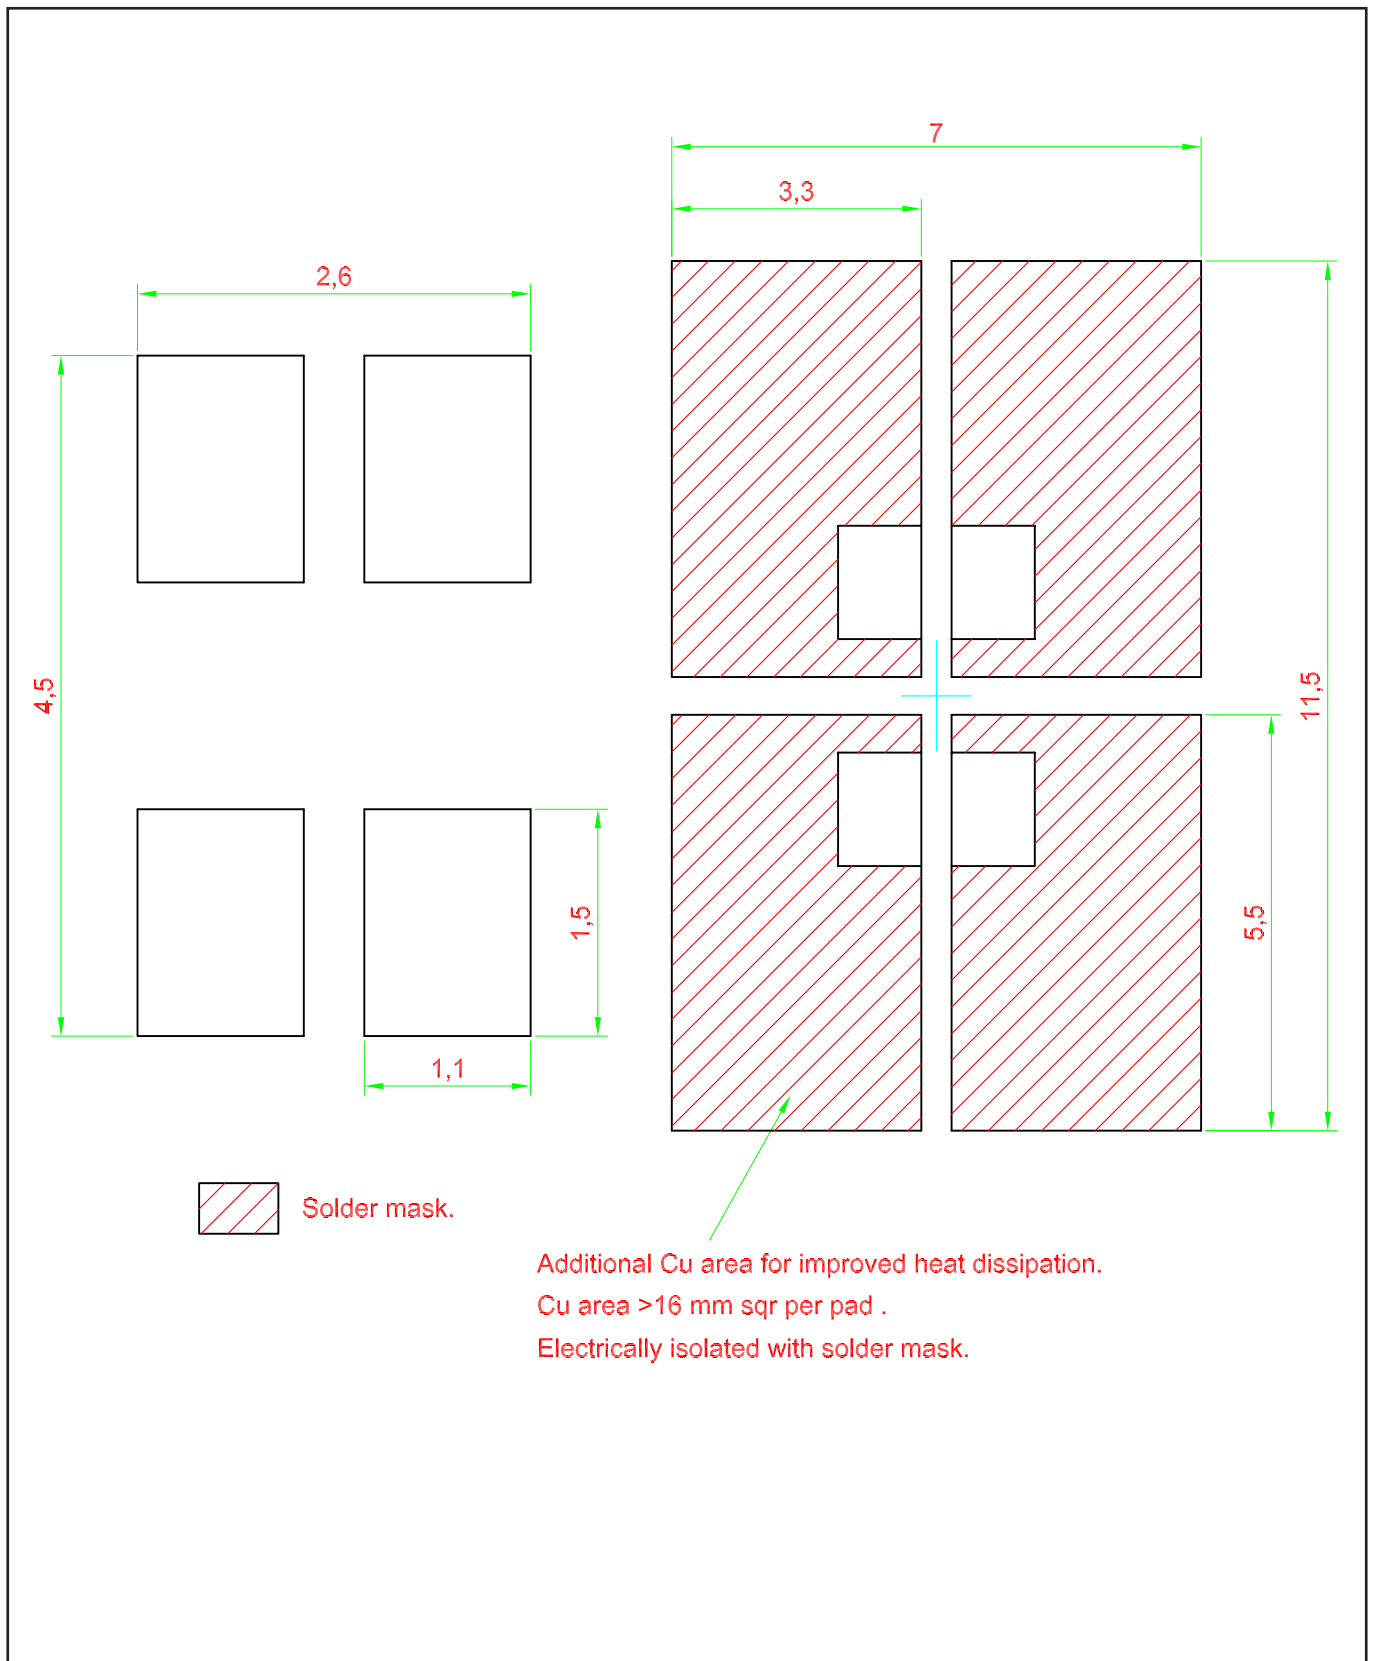 7
3,3
2,6
4,5
11,5
1,5
5,5
1,1
Solder mask.
Additional Cu area for improved heat dissipation.
Cu area >16 mm sqr per pad .
Electrically isolated with solder mask.